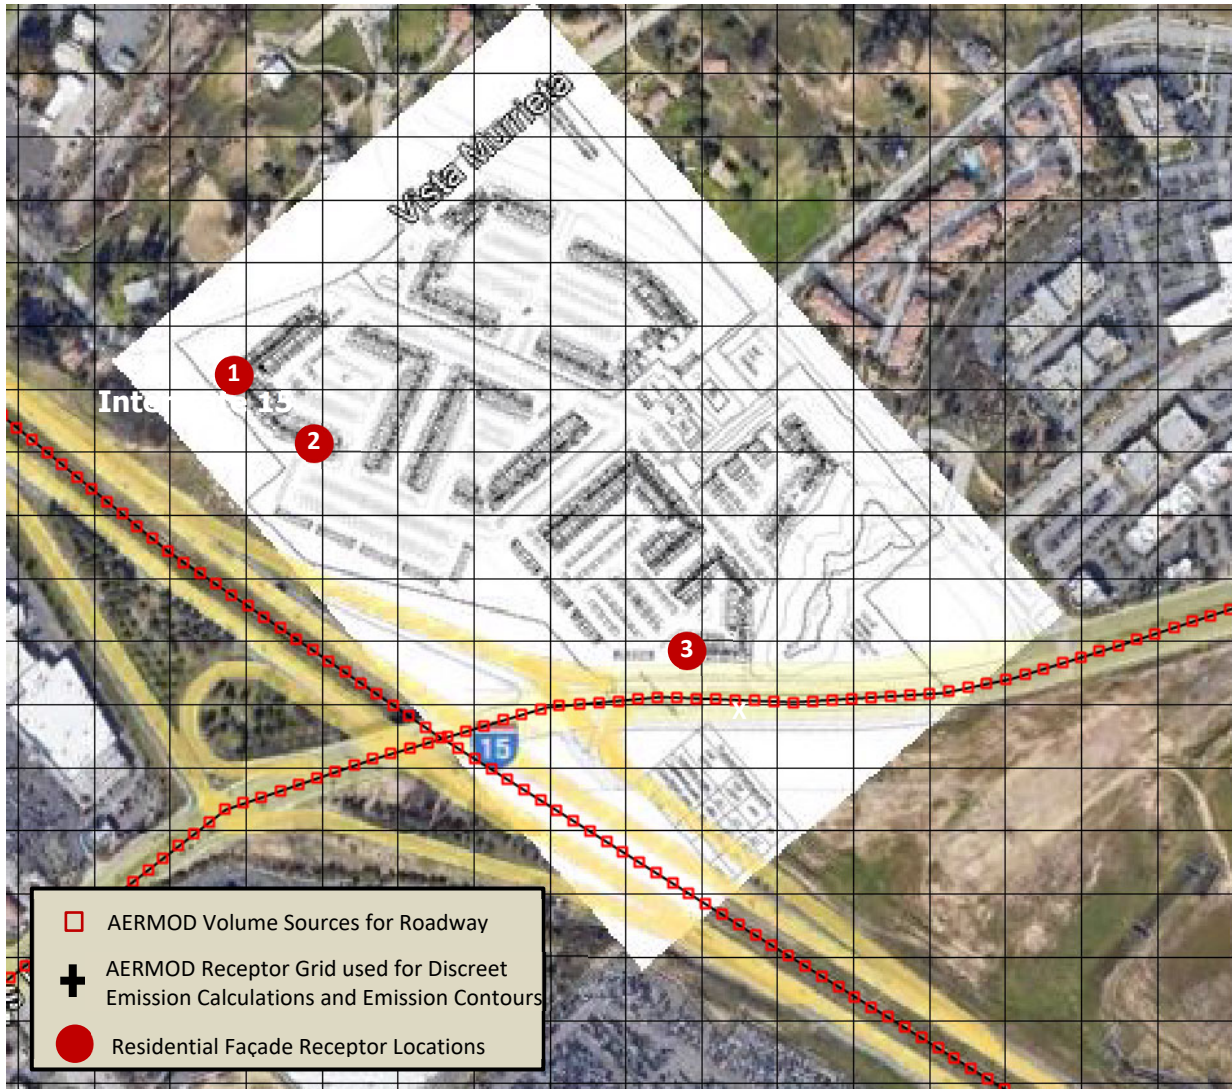 Vista Murrieta
1
Interstate 15
2
3
X
15
AERMOD Volume Sources for Roadway
AERMOD Receptor Grid used for Discreet
Emission Calculations and Emission Contours
Residential Façade Receptor Locations